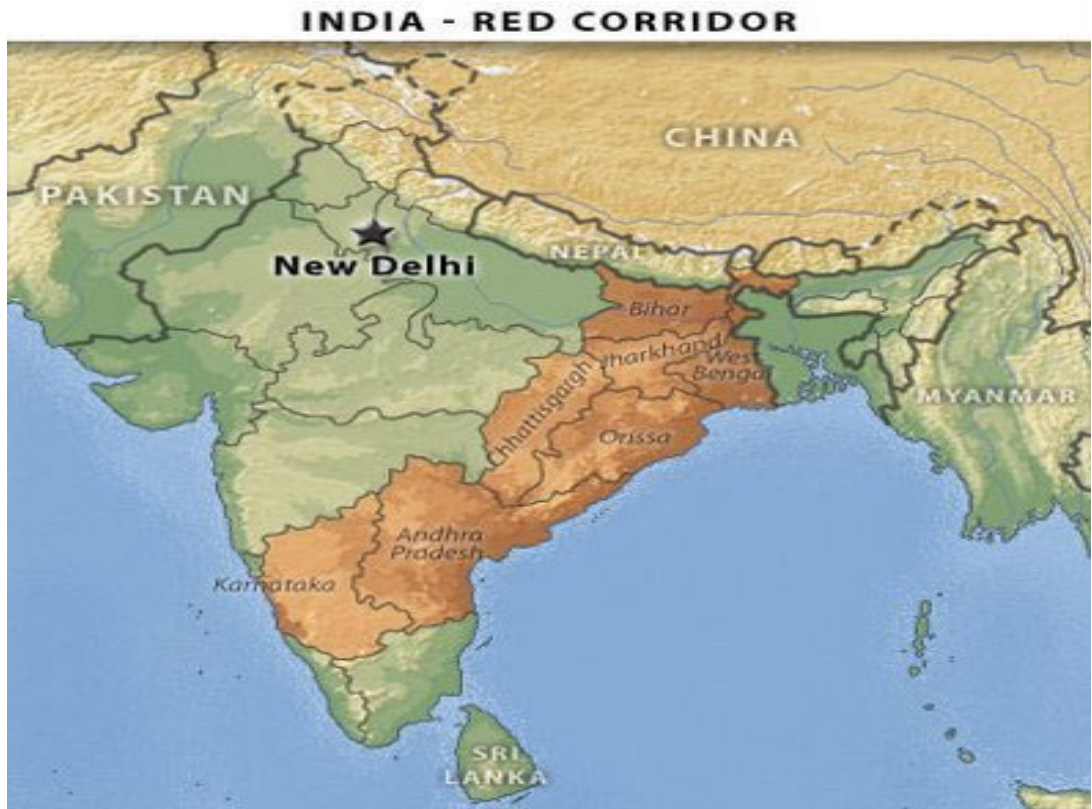 INDIA - RED CORRIDOR
CHINA
PAKISTAN
New Delhi
NEPAL
Bihar
Jharkhand
West
Bengal
MYANMAR
Chhattisgargh
Orissa
Andhra
Pradesh
Karnataka
SRI
LANKA